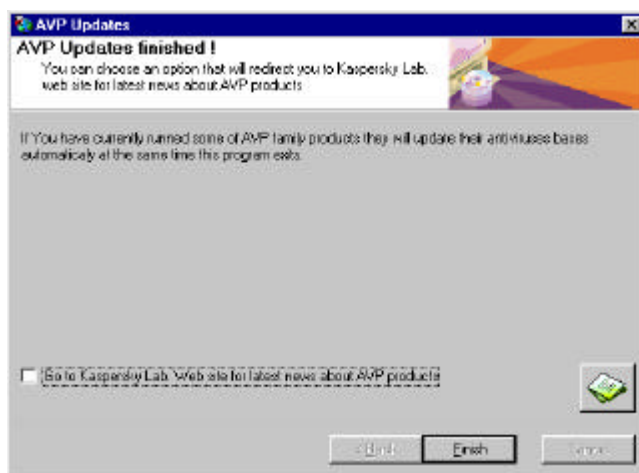 AVP Updates
AVP Updates finished !
You can choose an option that will redirect you to Kaspersky Lab.
web site for latest news about AVP products
If You have currently runned some of AVP family products they will update their antiviruses bases
automaticaly at the same time this program exits.
Go to Kaspersky Lab. Web site for latest news about AVP products
< Back
Finish
Cancel